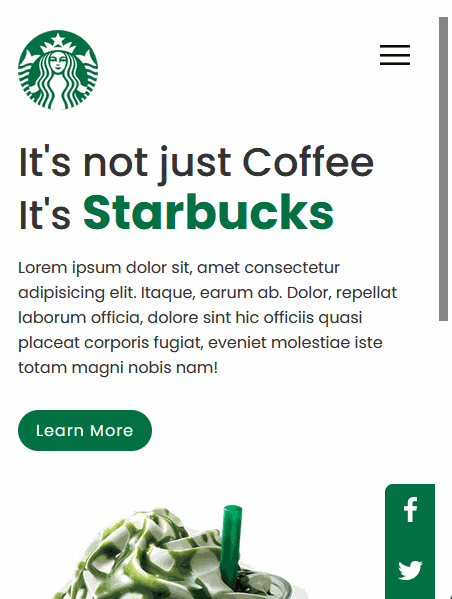 It's not just Coffee
It's Starbucks
Lorem ipsum dolor sit, amet consectetur
adipisicing elit. Itaque, earum ab. Dolor, repellat
laborum officia, dolore sint hic officiis quasi
placeat corporis fugiat, eveniet molestiae iste
totam magni nobis nam!
Learn More